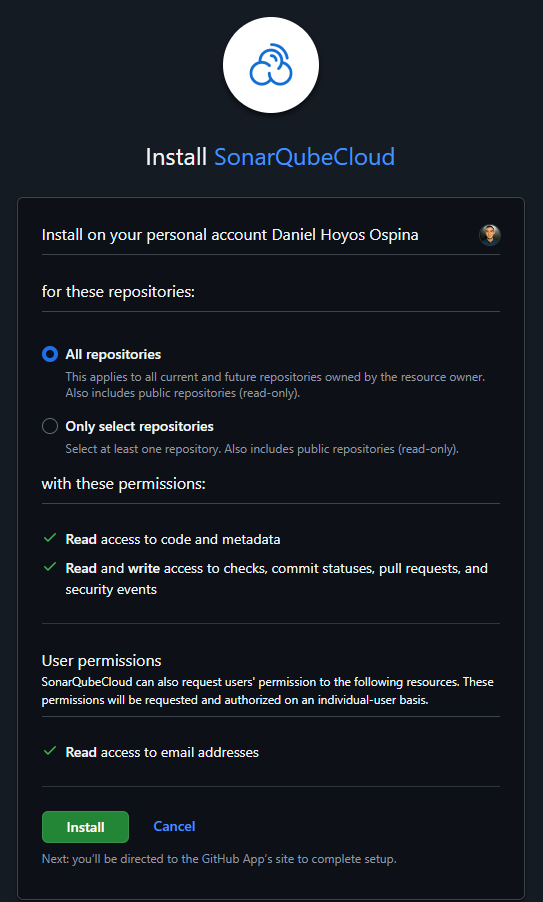 Install SonarQubeCloud
Install on your personal account Daniel Hoyos Ospina
for these repositories:
All repositories
This applies to all current and future repositories owned by the resource owner.
Also includes public repositories (read-only).
Only select repositories
Select at least one repository. Also includes public repositories (read-only).
with these permissions:
Read access to code and metadata
Read and write access to checks, commit statuses, pull requests, and
security events
User permissions
SonarQubeCloud can also request users' permission to the following resources. These
permissions will be requested and authorized on an individual-user basis.
Read access to email addresses
Install Cancel
Next: you'll be directed to the GitHub App's site to complete setup.